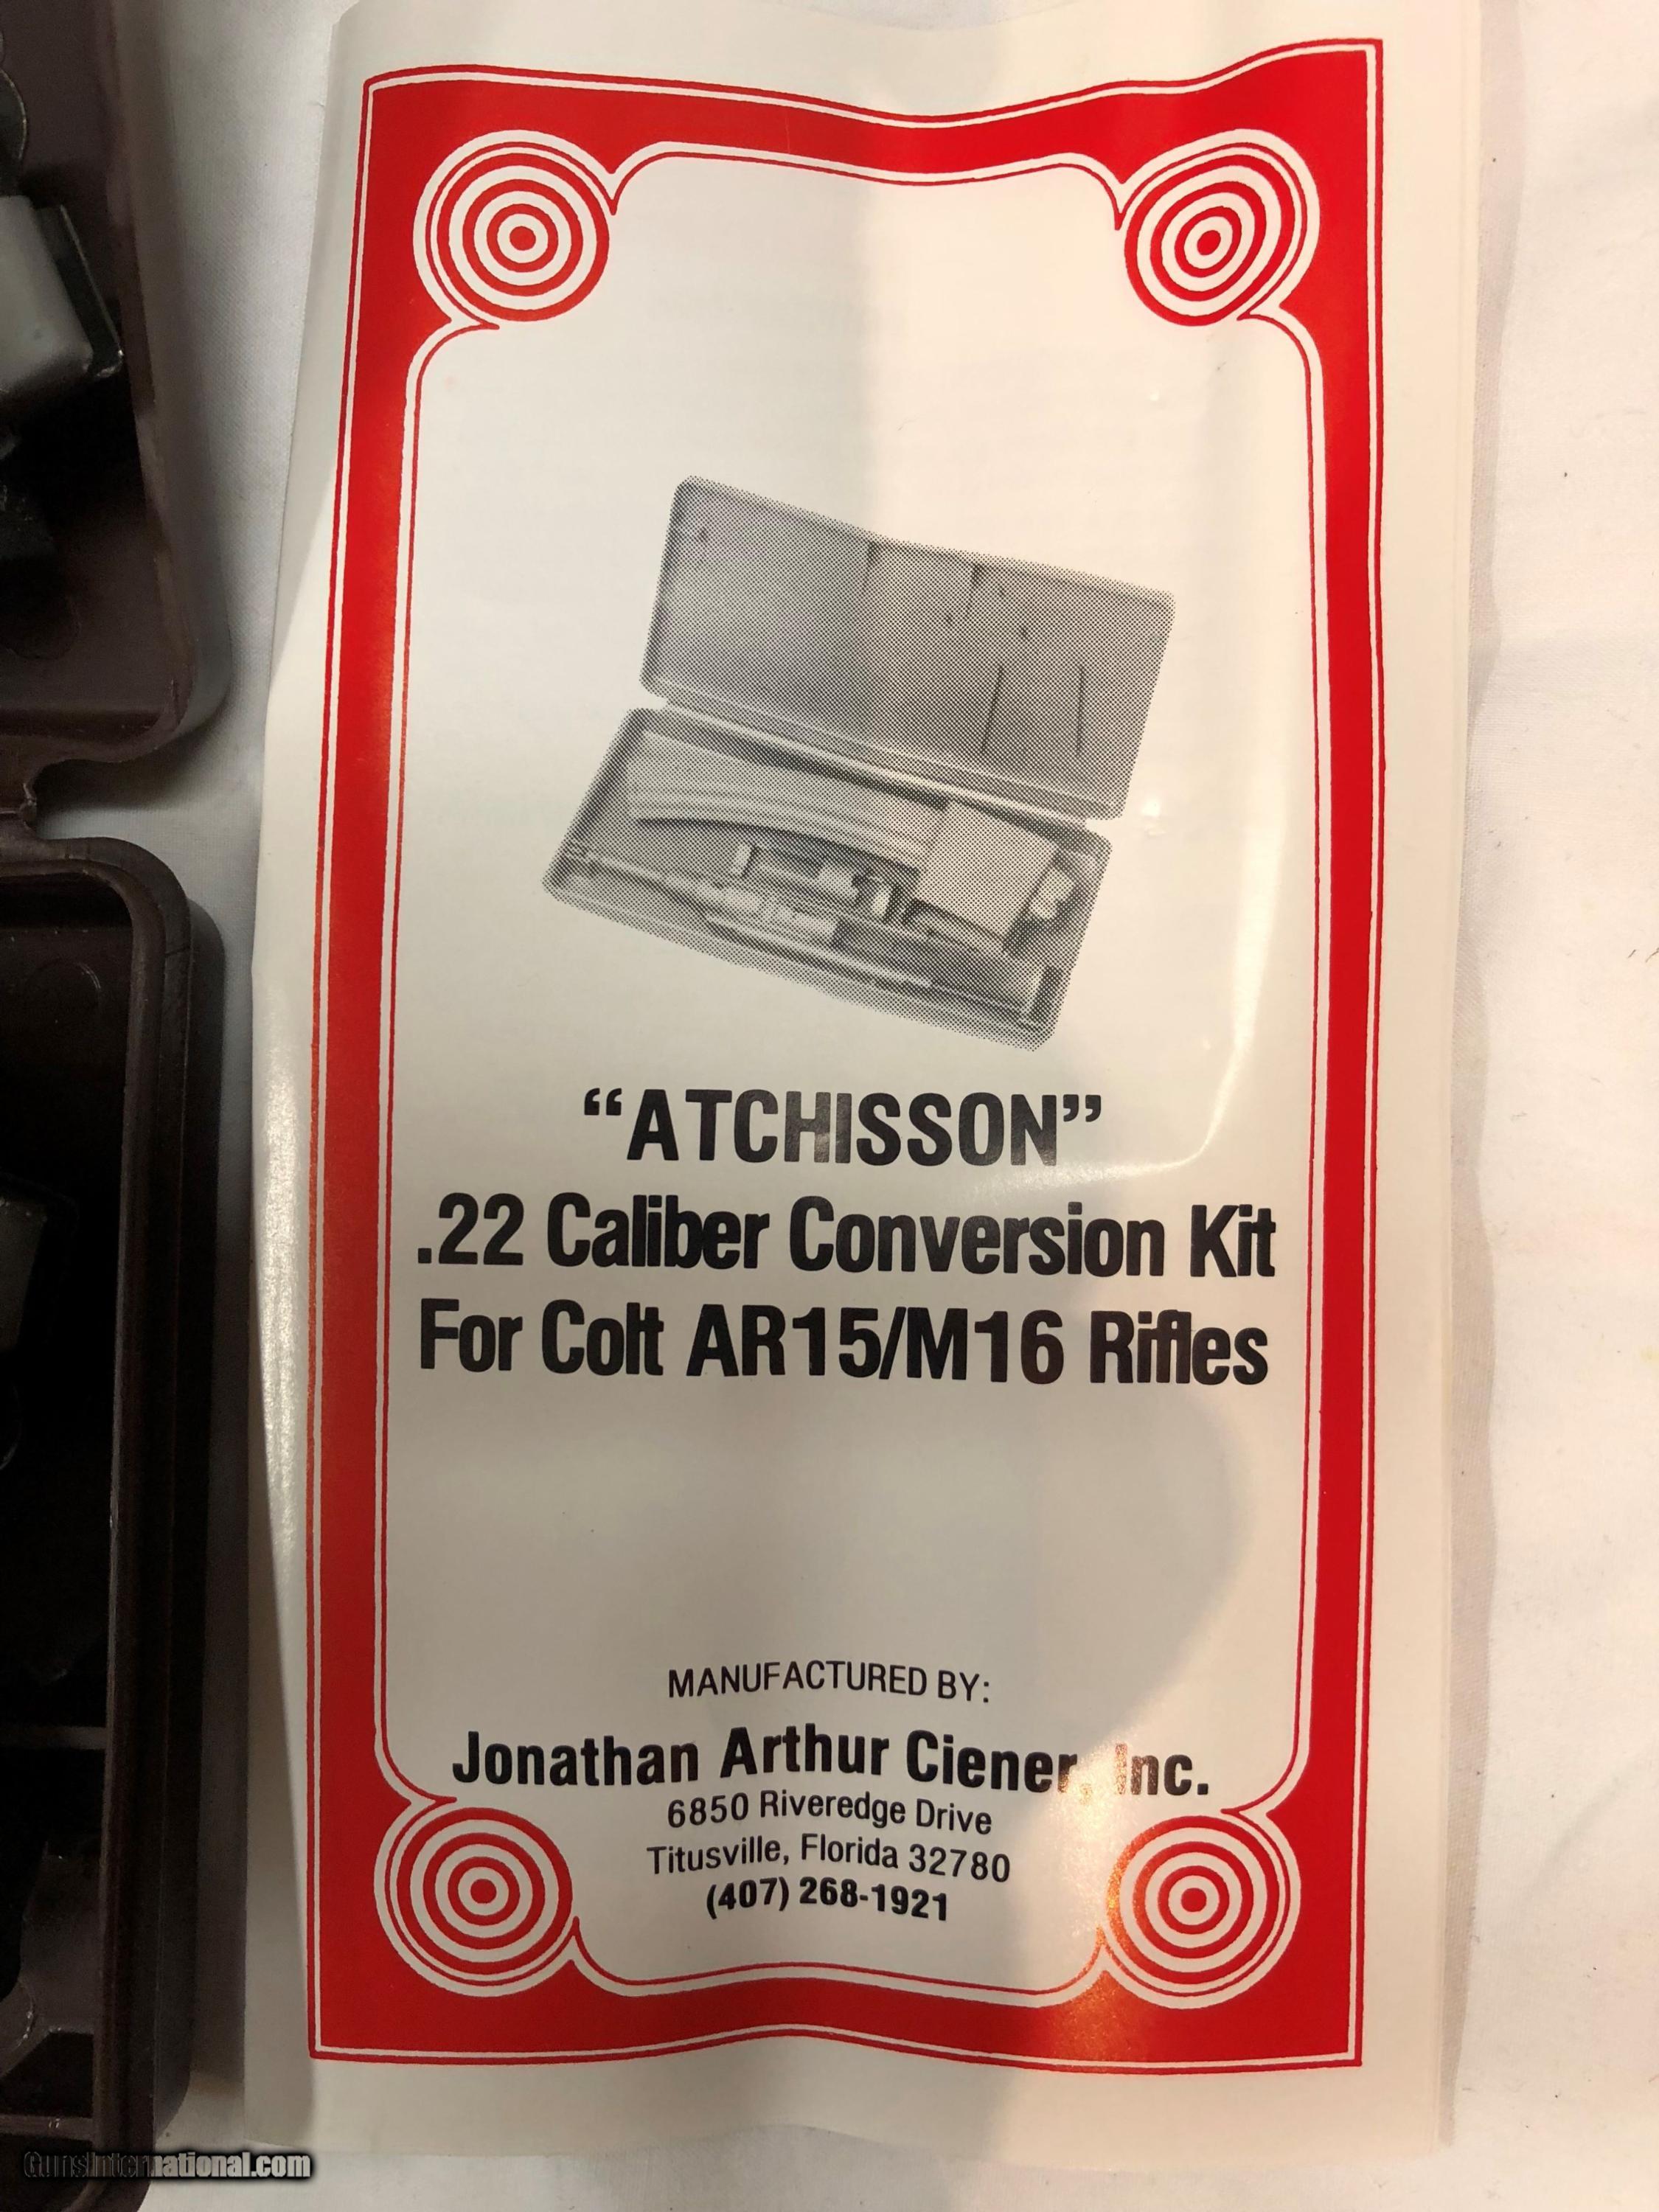 “ATCHISSON”
.22 Caliber Conversion Kit
For Colt AR15/M16 Rifles
MANUFACTURED BY:
Jonathan Arthur Ciener, Inc.
6850 Riveredge Drive
Titusville, Florida 32780
(407) 268-1921
GunsInternational.com